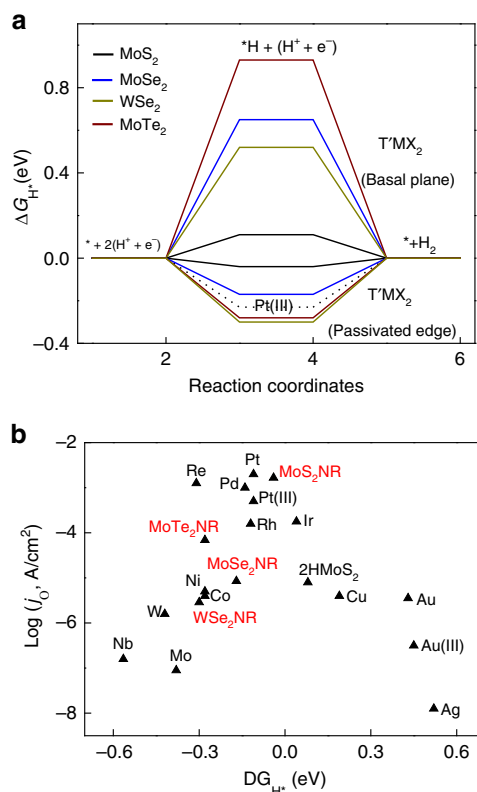 a
*H + (H⁺ + e⁻)
MoS₂
MoSe₂
WSe₂
MoTe₂
0.8
0.4
0.0
−0.4
ΔG_H* (eV)
T′MX₂
(Basal plane)
* + 2(H⁺ + e⁻)
*+H₂
Pt(III)
T′MX₂
(Passivated edge)
2
4
6
Reaction coordinates
b
−2
−4
−6
−8
Log (j_O, A/cm²)
Pt
Re
Pd
MoS₂NR
Pt(III)
MoTe₂NR
Rh
Ir
MoSe₂NR
2HMoS₂
Ni
Co
Cu
Au
W
WSe₂NR
Nb
Mo
Au(III)
Ag
−0.6
−0.3
0.0
0.3
0.6
DG_H* (eV)